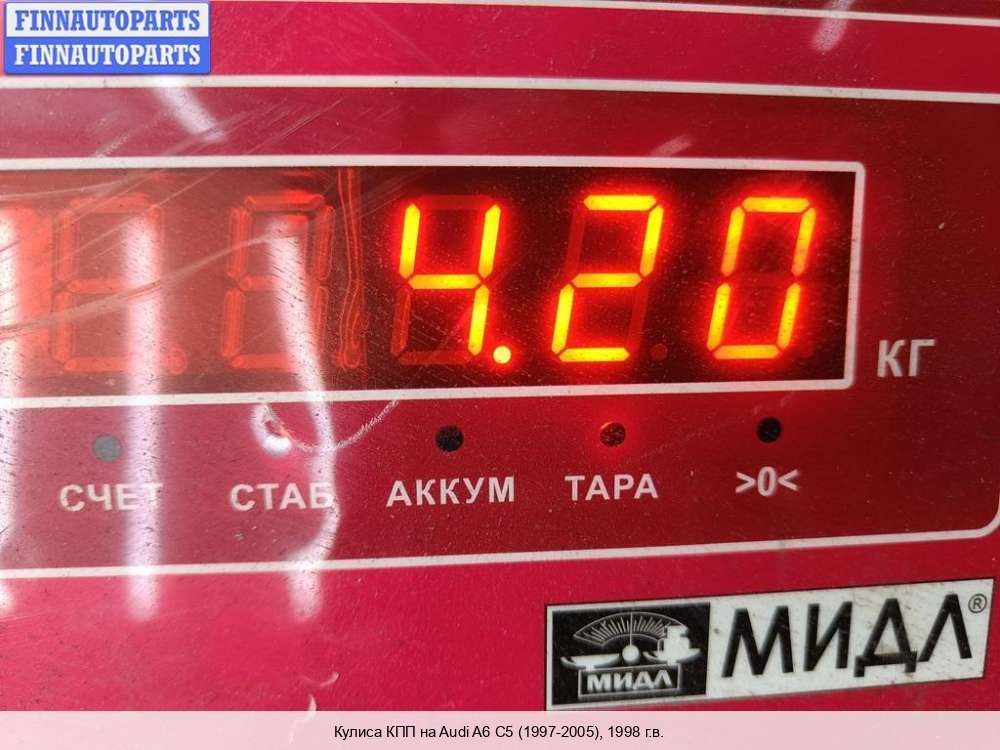 FINNAUTOPARTS
FINNAUTOPARTS
4.20
КГ
СЧЕТ СТАБ АККУМ ТАРА >0<
МИДЛ®
МИДЛ
Кулиса КПП на Audi A6 C5 (1997-2005), 1998 г.в.